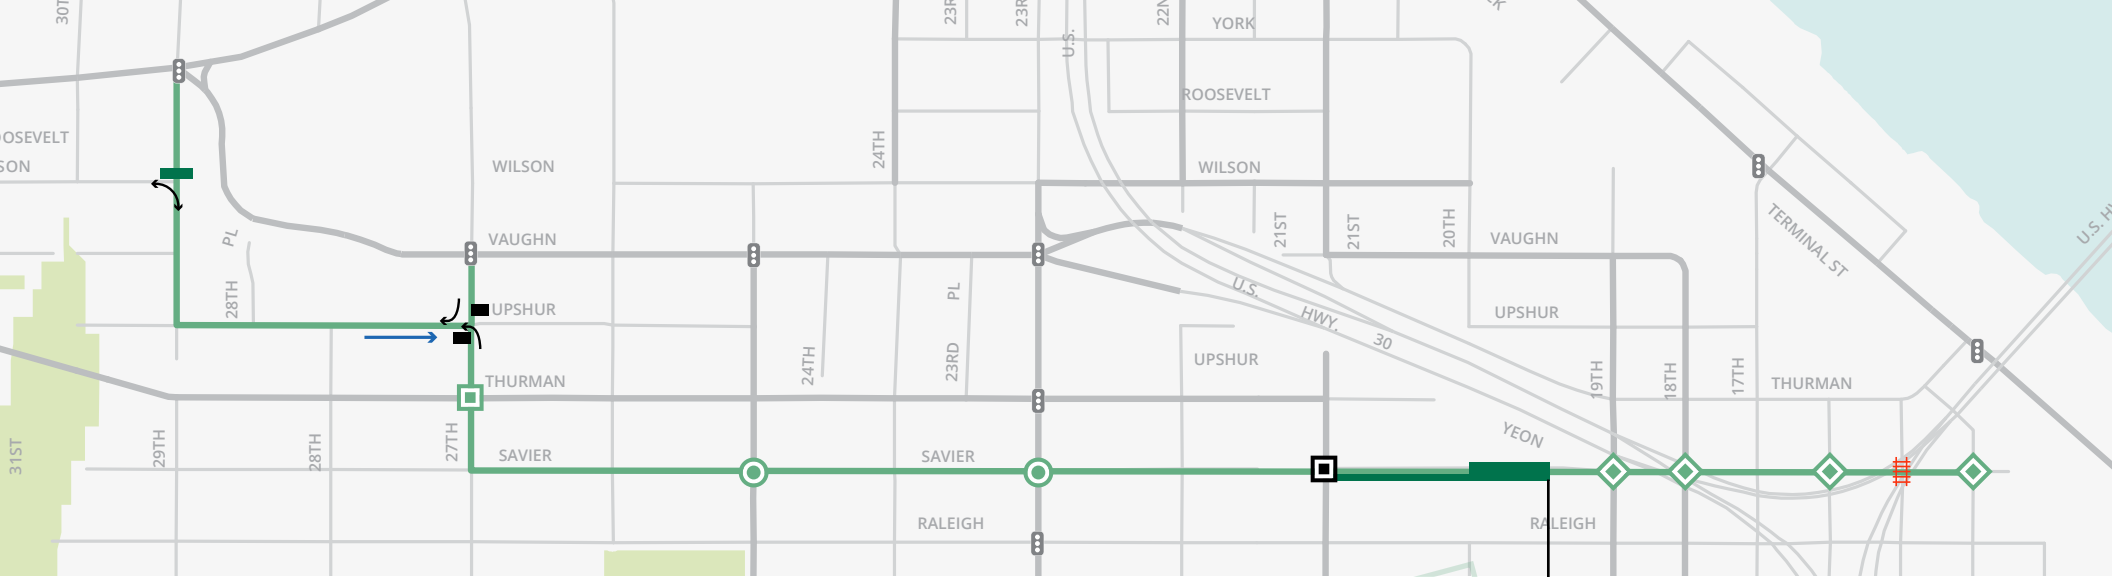 30T
23R
23R
22N
YORK
CK
U.S.
ROOSEVELT
OOSEVELT
SON
WILSON
24TH
WILSON
PL
VAUGHN
21ST
21ST
20TH
VAUGHN
TERMINAL ST
U.S. HW
28TH
UPSHUR
PL
U.S.
HWY.
30
UPSHUR
24TH
23RD
UPSHUR
19TH
18TH
17TH
THURMAN
THURMAN
31ST
29TH
28TH
27TH
SAVIER
SAVIER
YEON
RALEIGH
RALEIGH